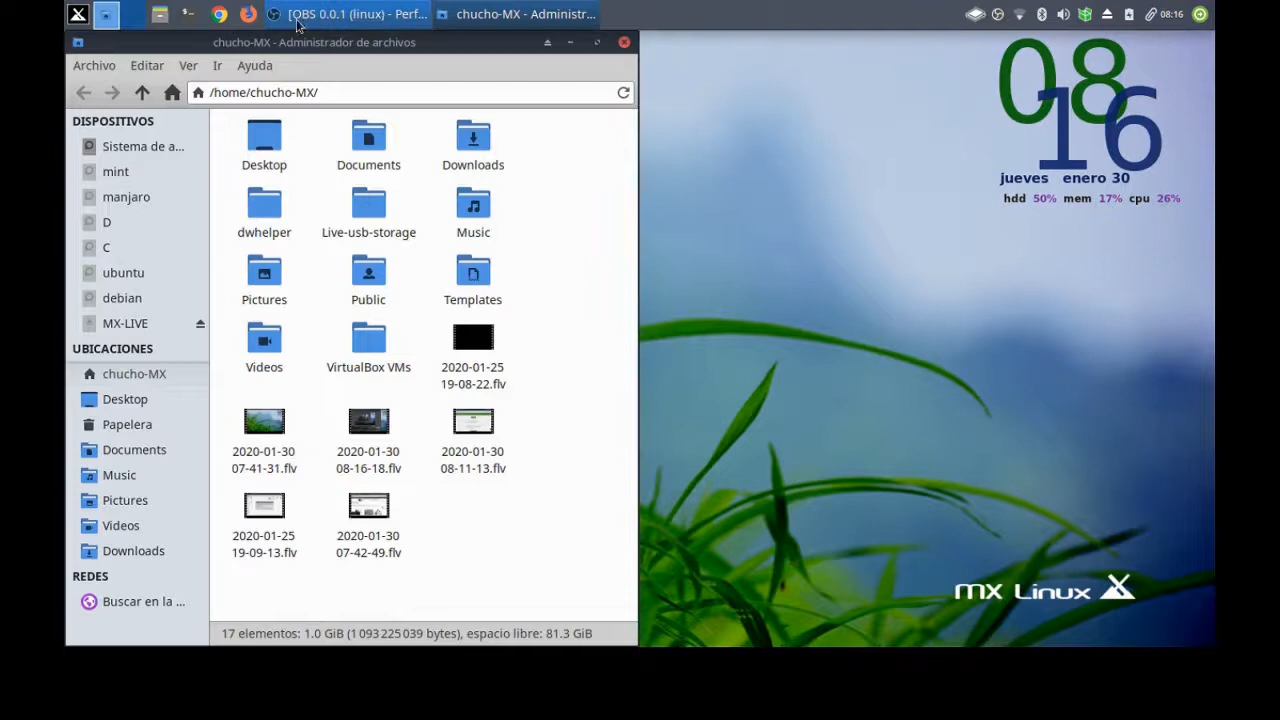 [OBS 0.0.1 (linux) - Perf... chucho-MX - Administr... 08:16
chucho-MX - Administrador de archivos
Archivo Editar Ver Ir Ayuda
/home/chucho-MX/
DISPOSITIVOS
Sistema de a...
mint
manjaro
D
C
ubuntu
debian
MX-LIVE
UBICACIONES
chucho-MX
Desktop
Papelera
Documents
Music
Pictures
Videos
Downloads
REDES
Buscar en la ...
Desktop Documents Downloads
dwhelper Live-usb-storage Music
Pictures Public Templates
Videos VirtualBox VMs 2020-01-25
19-08-22.flv
2020-01-30 2020-01-30 2020-01-30
07-41-31.flv 08-16-18.flv 08-11-13.flv
2020-01-25 2020-01-30
19-09-13.flv 07-42-49.flv
17 elementos: 1.0 GiB (1 093 225 039 bytes), espacio libre: 81.3 GiB
08
16
jueves enero 30
hdd 50% mem 17% cpu 26%
MX Linux